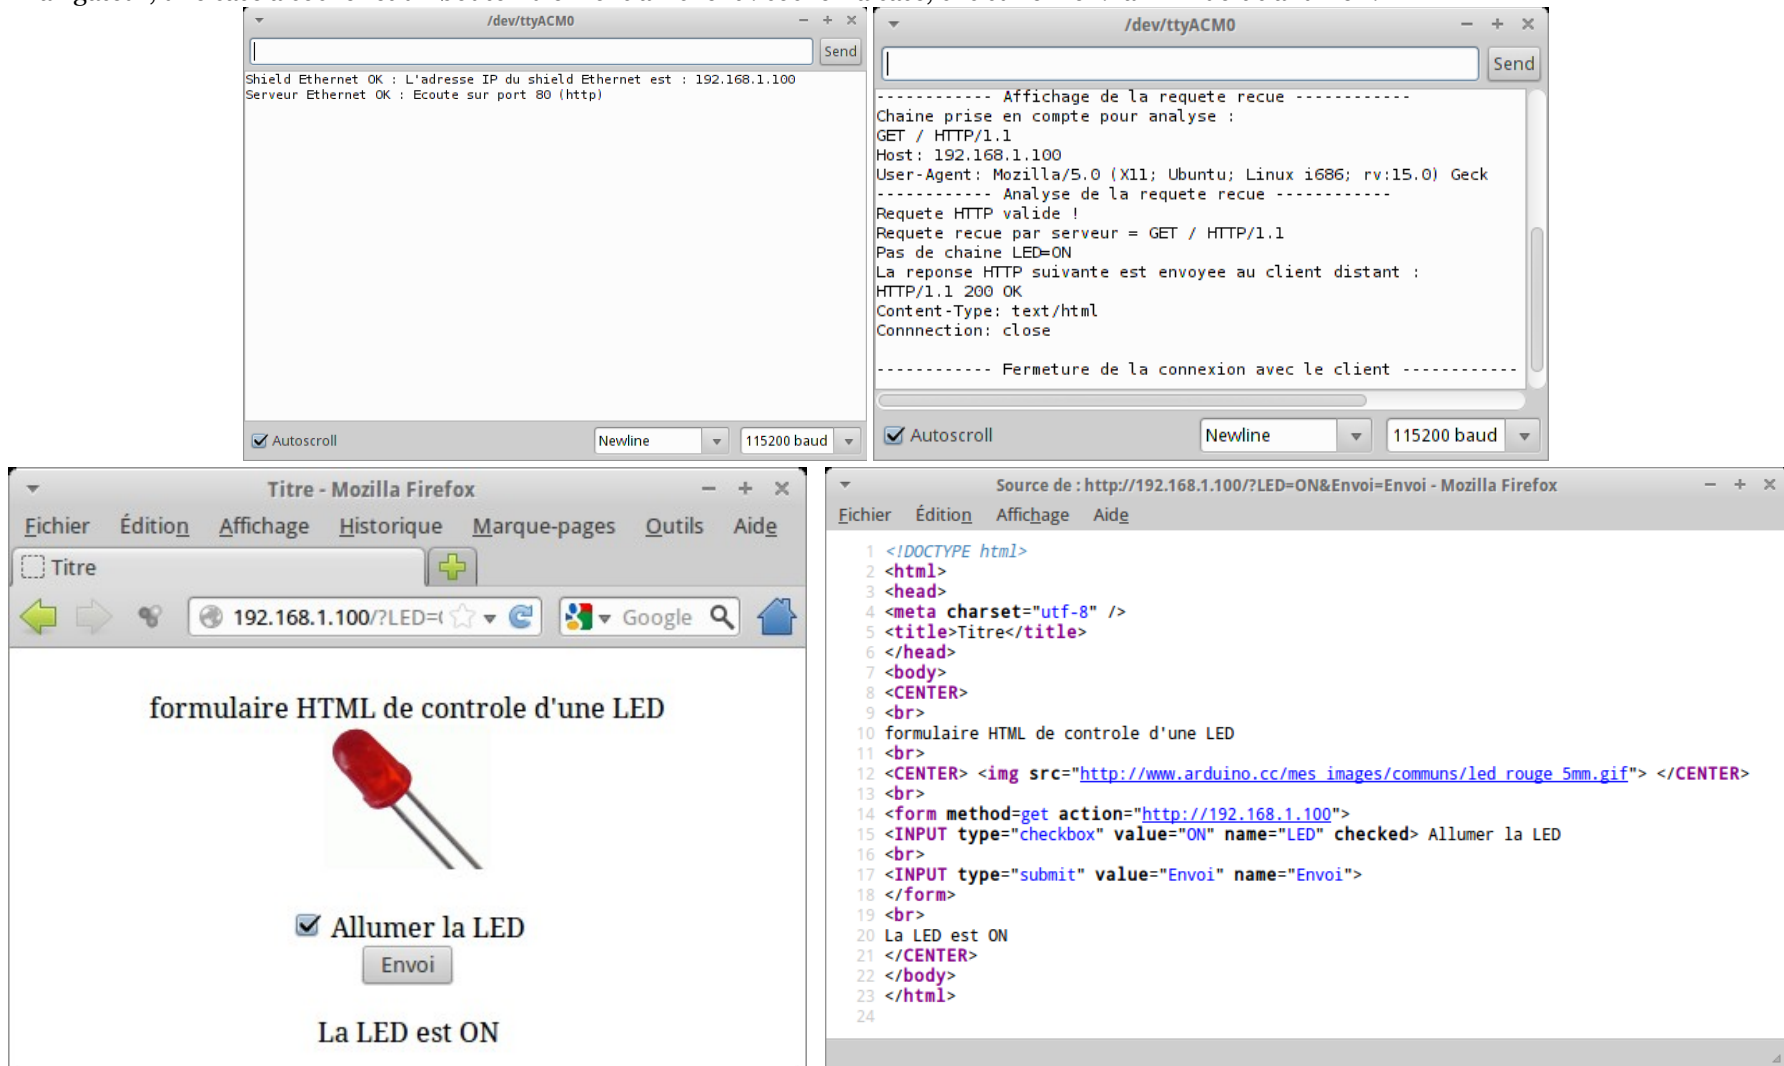 /dev/ttyACM0
Send
Shield Ethernet OK : L'adresse IP du shield Ethernet est : 192.168.1.100
Serveur Ethernet OK : Ecoute sur port 80 (http)
Autoscroll
Newline
115200 baud
/dev/ttyACM0
Send
------------ Affichage de la requete recue ------------
Chaine prise en compte pour analyse :
GET / HTTP/1.1
Host: 192.168.1.100
User-Agent: Mozilla/5.0 (X11; Ubuntu; Linux i686; rv:15.0) Geck
------------ Analyse de la requete recue ------------
Requete HTTP valide !
Requete recue par serveur = GET / HTTP/1.1
Pas de chaine LED=ON
La reponse HTTP suivante est envoyee au client distant :
HTTP/1.1 200 OK
Content-Type: text/html
Connnection: close
------------ Fermeture de la connexion avec le client ------------
Autoscroll
Newline
115200 baud
Titre - Mozilla Firefox
Fichier Édition Affichage Historique Marque-pages Outils Aide
Titre
192.168.1.100/?LED= Google
formulaire HTML de controle d'une LED
Allumer la LED
Envoi
La LED est ON
Source de : http://192.168.1.100/?LED=ON&Envoi=Envoi - Mozilla Firefox
Fichier Édition Affichage Aide
1 <!DOCTYPE html>
2 <html>
3 <head>
4 <meta charset="utf-8" />
5 <title>Titre</title>
6 </head>
7 <body>
8 <CENTER>
9 <br>
10 formulaire HTML de controle d'une LED
11 <br>
12 <CENTER> <img src="http://www.arduino.cc/mes_images/communs/led_rouge_5mm.gif"> </CENTER>
13 <br>
14 <form method=get action="http://192.168.1.100">
15 <INPUT type="checkbox" value="ON" name="LED" checked> Allumer la LED
16 <br>
17 <INPUT type="submit" value="Envoi" name="Envoi">
18 </form>
19 <br>
20 La LED est ON
21 </CENTER>
22 </body>
23 </html>
24